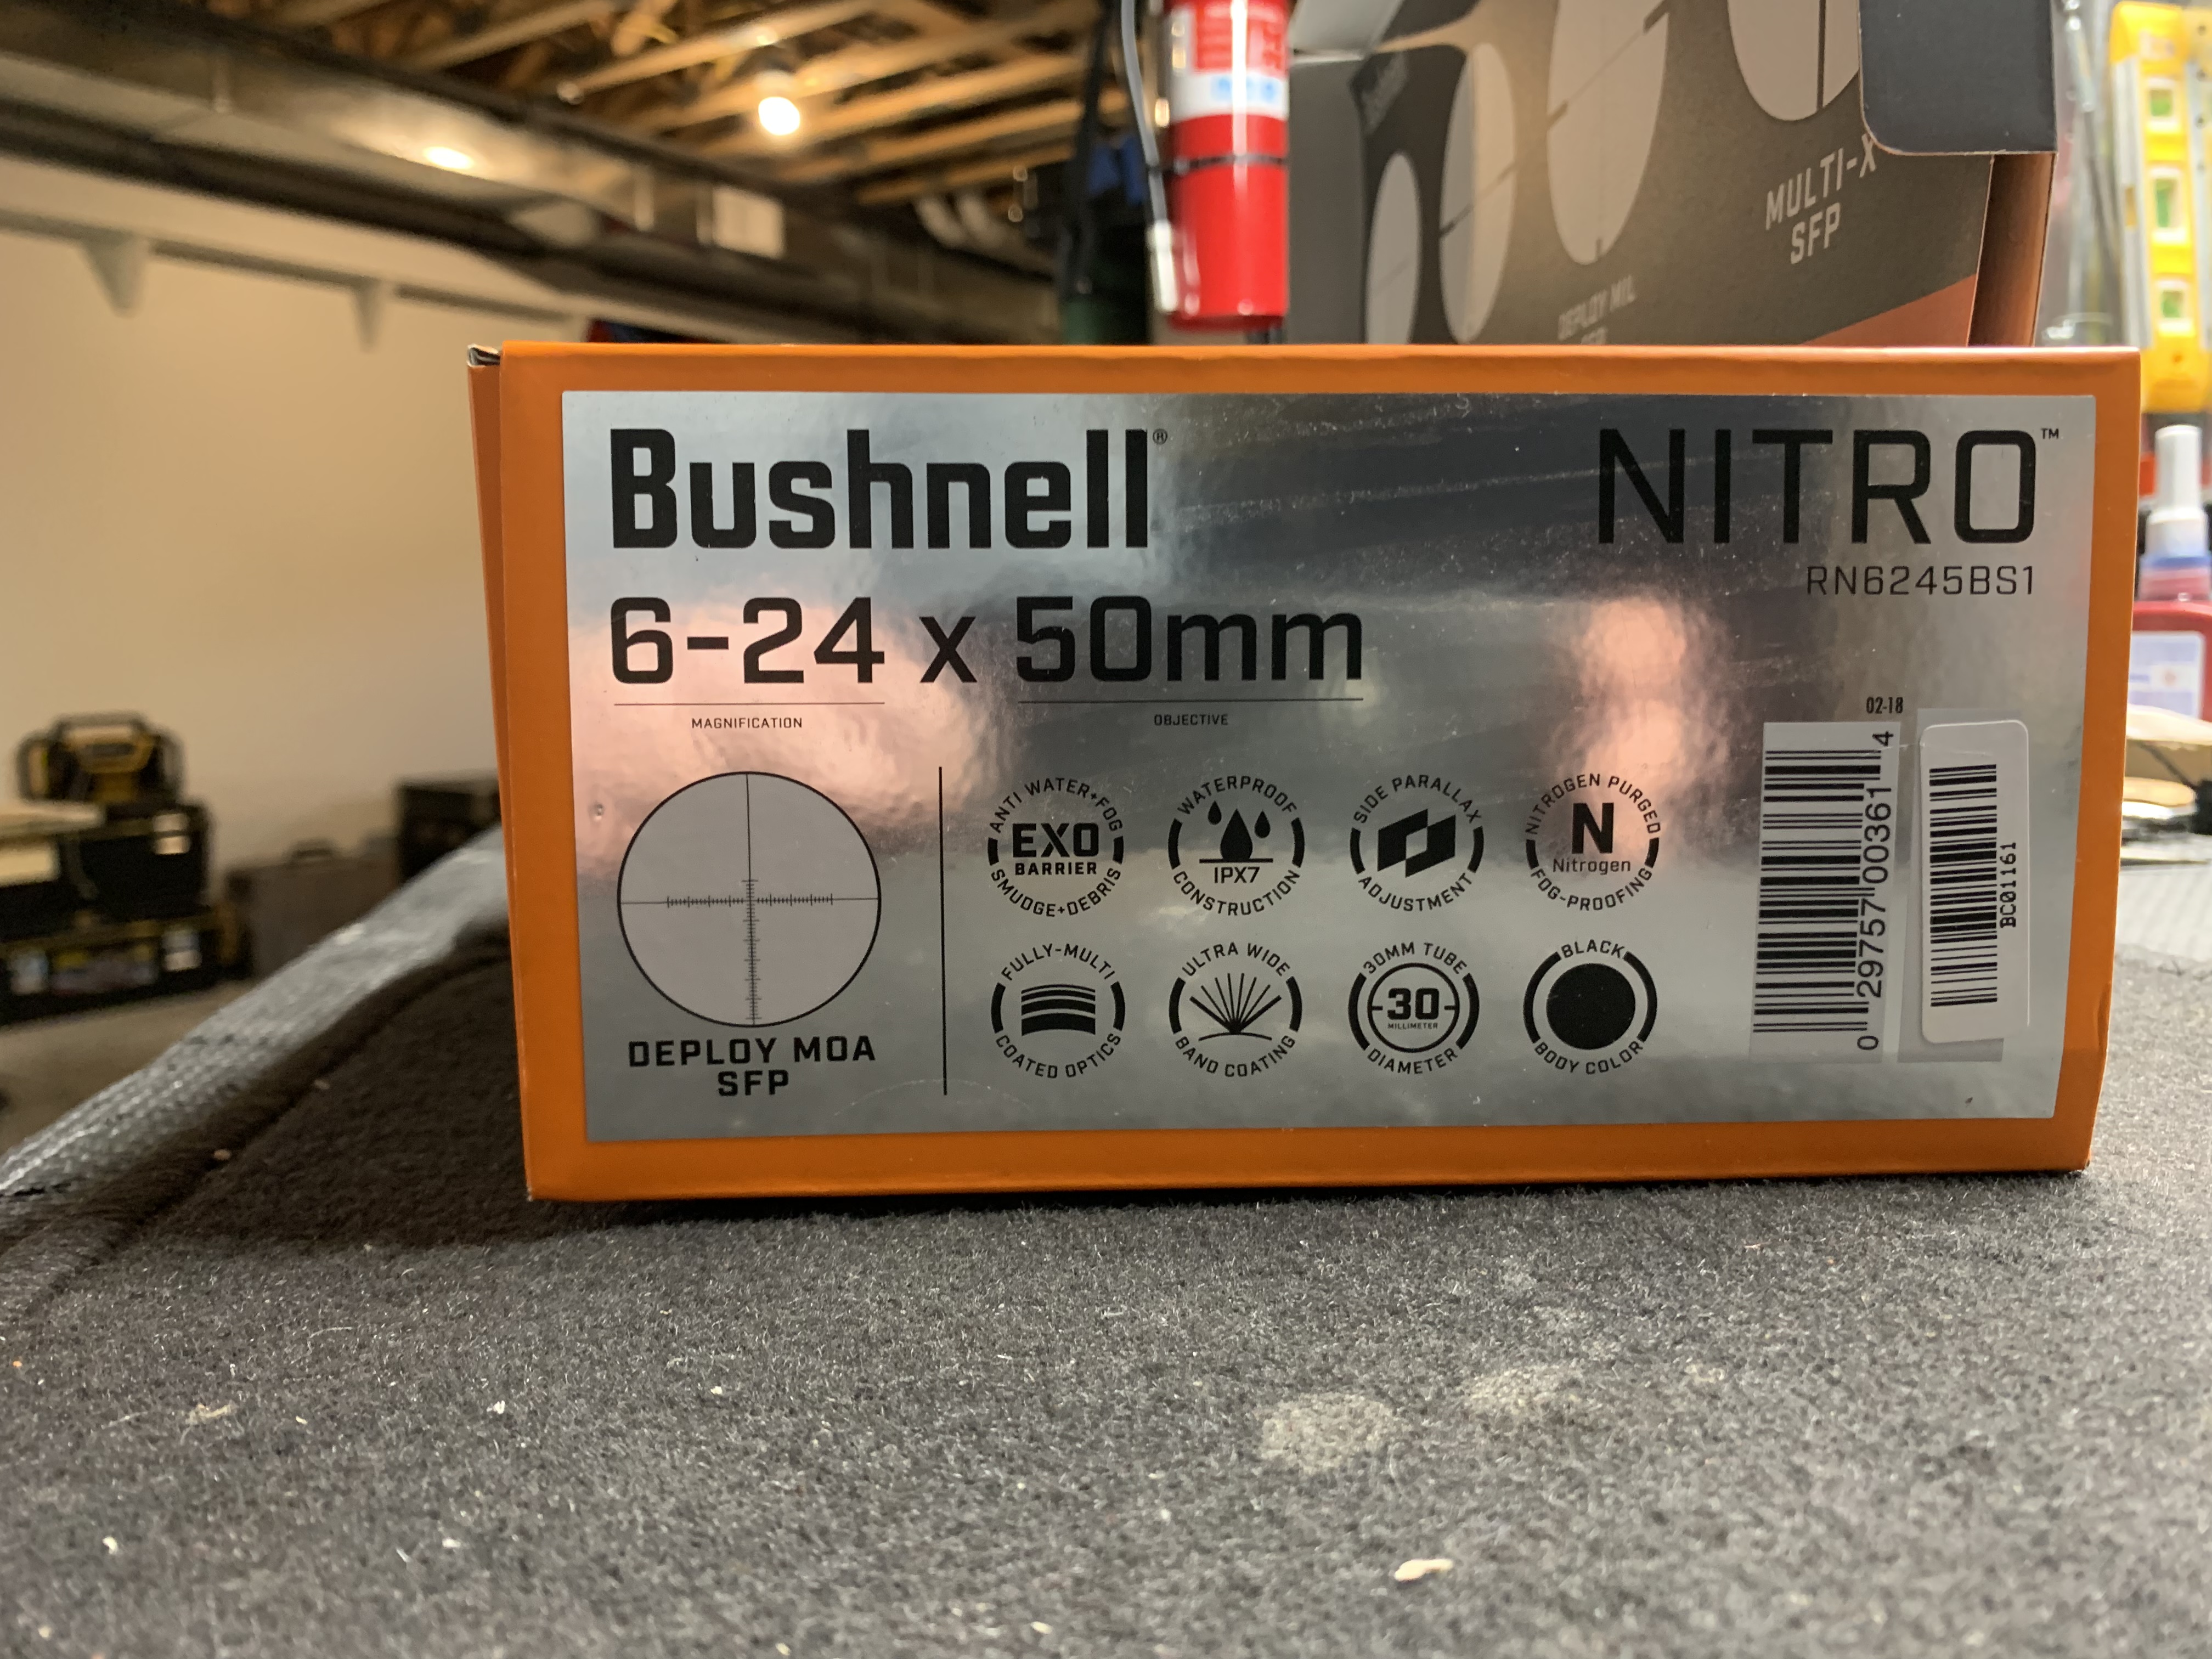 MULTI-X
SFP
DEPLOY MIL
Bushnell®
NITRO™
RN6245BS1
6-24 x 50mm
MAGNIFICATION
OBJECTIVE
02-18
DEPLOY MOA
SFP
ANTI WATER+FOG
EXO
BARRIER
SMUDGE+DEBRIS
WATERPROOF
IPX7
CONSTRUCTION
SIDE PARALLAX
ADJUSTMENT
NITROGEN PURGED
N
Nitrogen
FOG-PROOFING
FULLY-MULTI
COATED OPTICS
ULTRA WIDE
BAND COATING
30MM TUBE
30
MILLIMETER
DIAMETER
BLACK
BODY COLOR
0 29757 00361 4
BC01161